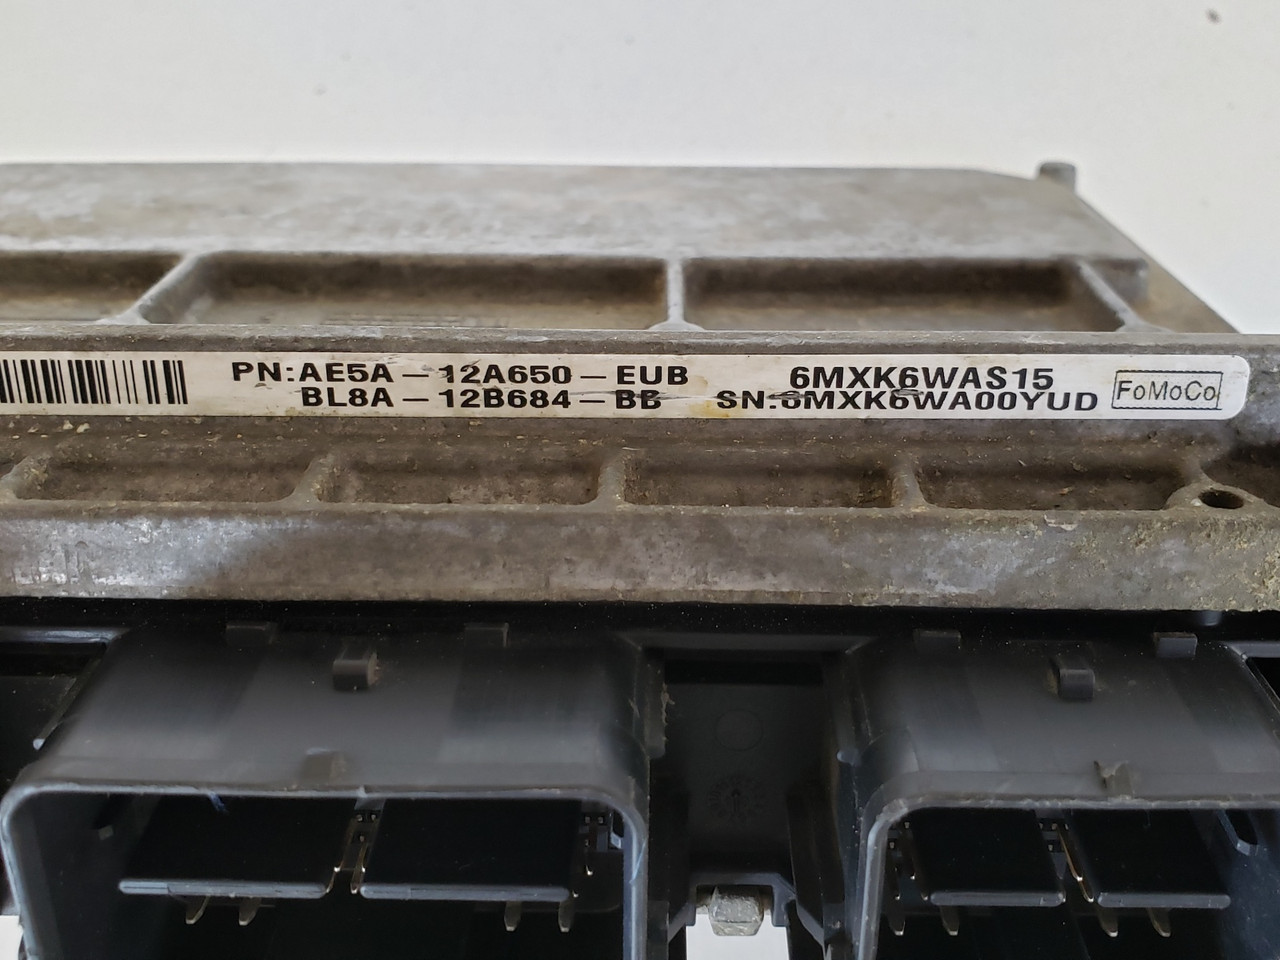 PN:AE5A-12A650-EUB 6MXK6WAS15
BL8A-12B684-BB SN:6MXK6WA00YUD
FoMoCo